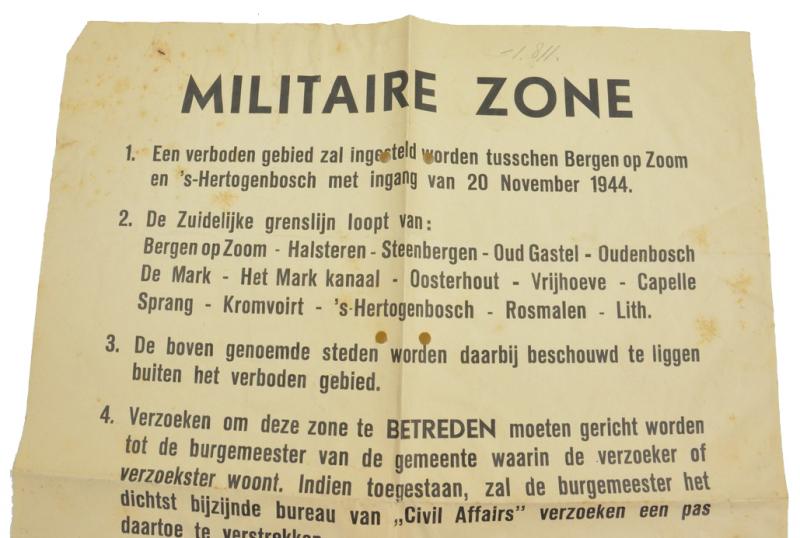 MILITAIRE ZONE
1. Een verboden gebied zal ingesteld worden tusschen Bergen op Zoom
en 's-Hertogenbosch met ingang van 20 November 1944.
2. De Zuidelijke grenslijn loopt van:
Bergen op Zoom - Halsteren - Steenbergen - Oud Gastel - Oudenbosch
De Mark - Het Mark kanaal - Oosterhout - Vrijhoeve - Capelle
Sprang - Kromvoirt - 's-Hertogenbosch - Rosmalen - Lith.
3. De boven genoemde steden worden daarbij beschouwd te liggen
buiten het verboden gebied.
4. Verzoeken om deze zone te BETREDEN moeten gericht worden
tot de burgemeester van de gemeente waarin de verzoeker of
verzoekster woont. Indien toegestaan, zal de burgemeester het
dichtst bijzijnde bureau van „Civil Affairs” verzoeken een pas
daartoe te verstrekken